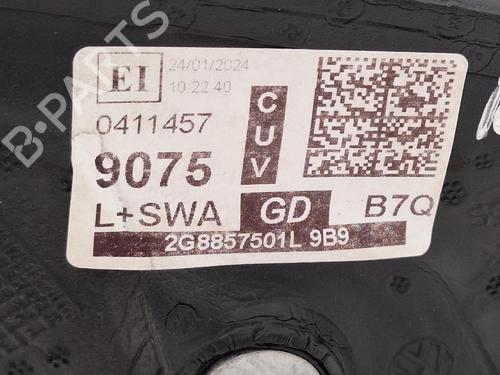 B-PARTS
EI
24/01/2024
10:22:40
0411457
CUV
9075
L+SWA GD B7Q
2G8857501L 9B9